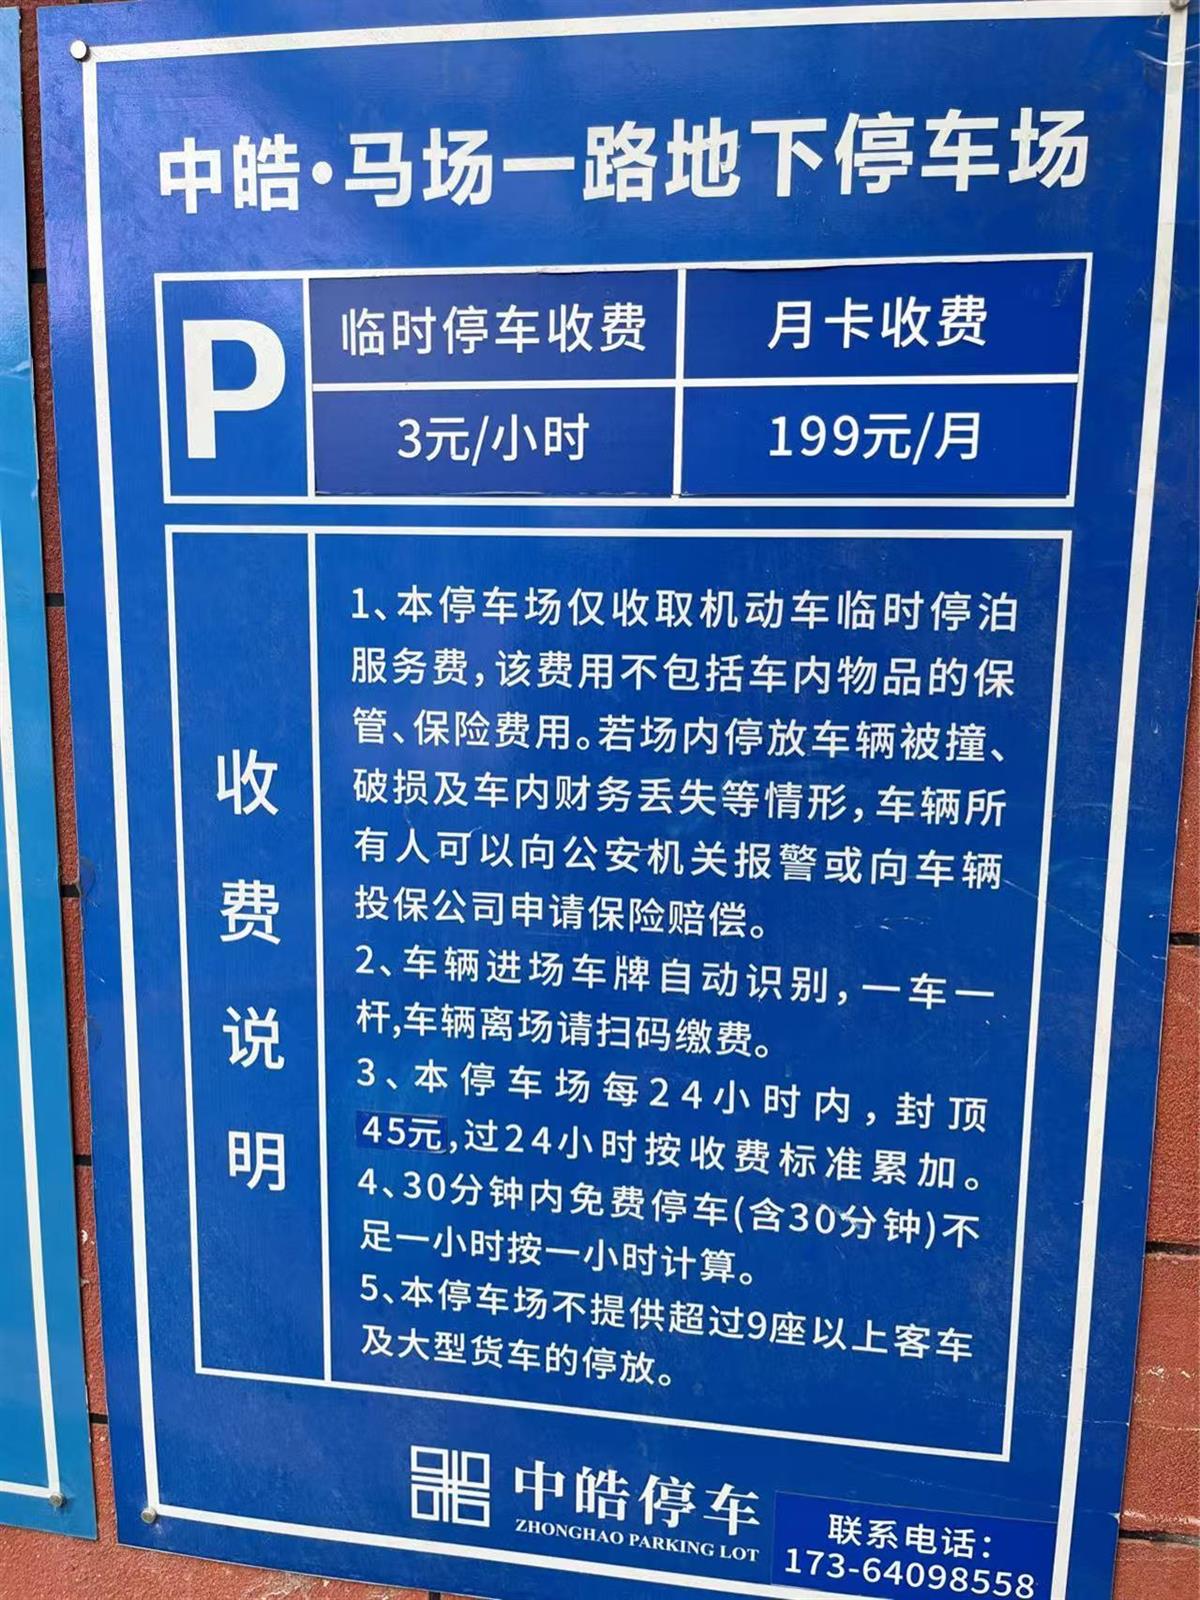 中皓·马场一路地下停车场
P
临时停车收费 月卡收费
3元/小时 199元/月
收费说明
1、本停车场仅收取机动车临时停泊
服务费，该费用不包括车内物品的保
管、保险费用。若场内停放车辆被撞、
破损及车内财务丢失等情形，车辆所
有人可以向公安机关报警或向车辆
投保公司申请保险赔偿。
2、车辆进场车牌自动识别，一车一
杆,车辆离场请扫码缴费。
3、本停车场每24小时内，封顶
45元,过24小时按收费标准累加。
4、30分钟内免费停车(含30分钟)不
足一小时按一小时计算。
5、本停车场不提供超过9座以上客车
及大型货车的停放。
中皓停车
ZHONGHAO PARKING LOT
联系电话：
173-64098558